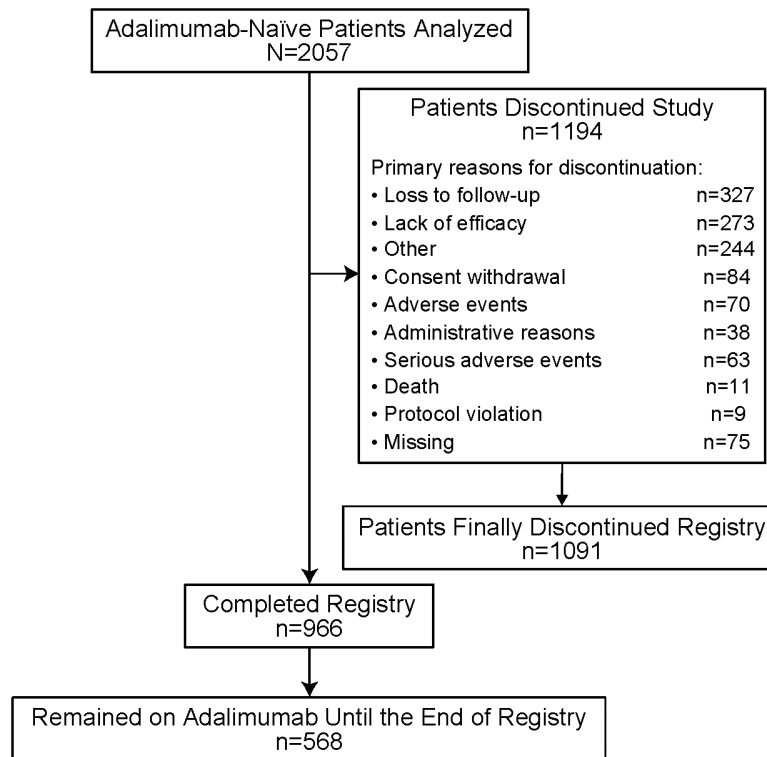 Adalimumab-Naïve Patients Analyzed
N=2057
Patients Discontinued Study
n=1194
Primary reasons for discontinuation:
• Loss to follow-up n=327
• Lack of efficacy n=273
• Other n=244
• Consent withdrawal n=84
• Adverse events n=70
• Administrative reasons n=38
• Serious adverse events n=63
• Death n=11
• Protocol violation n=9
• Missing n=75
Patients Finally Discontinued Registry
n=1091
Completed Registry
n=966
Remained on Adalimumab Until the End of Registry
n=568